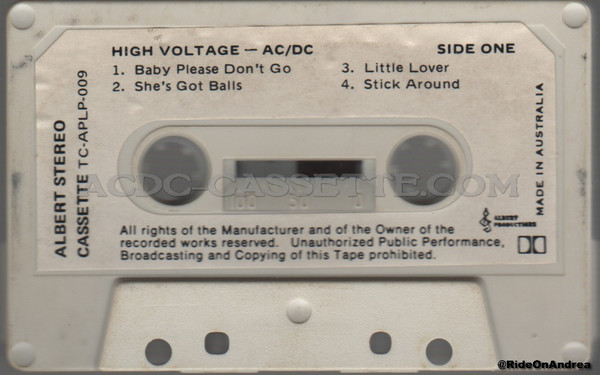 HIGH VOLTAGE — AC/DC SIDE ONE
1. Baby Please Don't Go 3. Little Lover
2. She's Got Balls 4. Stick Around
ALBERT STEREO
CASSETTE TC-APLP-009
MADE IN AUSTRALIA
ACDC-CASSETTE.COM
100 50 0
ALBERT
PRODUCTIONS
All rights of the Manufacturer and of the Owner of the
recorded works reserved. Unauthorized Public Performance,
Broadcasting and Copying of this Tape prohibited.
@RideOnAndrea